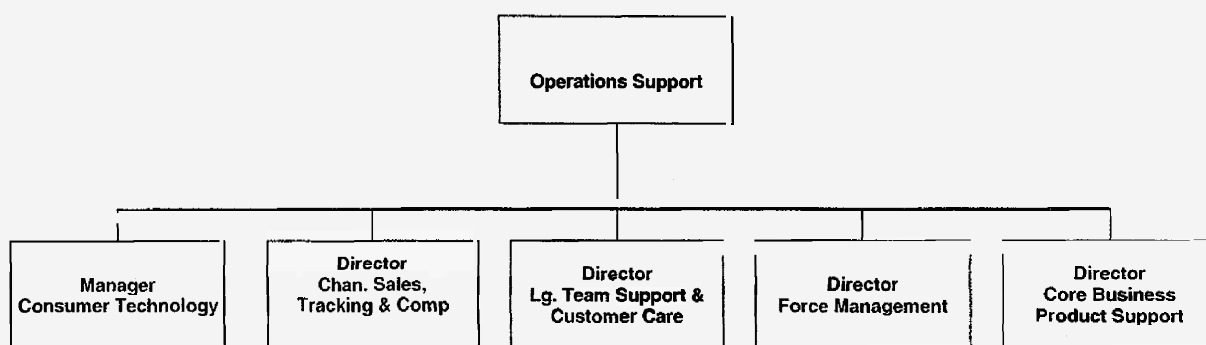 Operations Support
Manager
Consumer Technology
Director
Chan. Sales,
Tracking & Comp
Director
Lg. Team Support &
Customer Care
Director
Force Management
Director
Core Business
Product Support